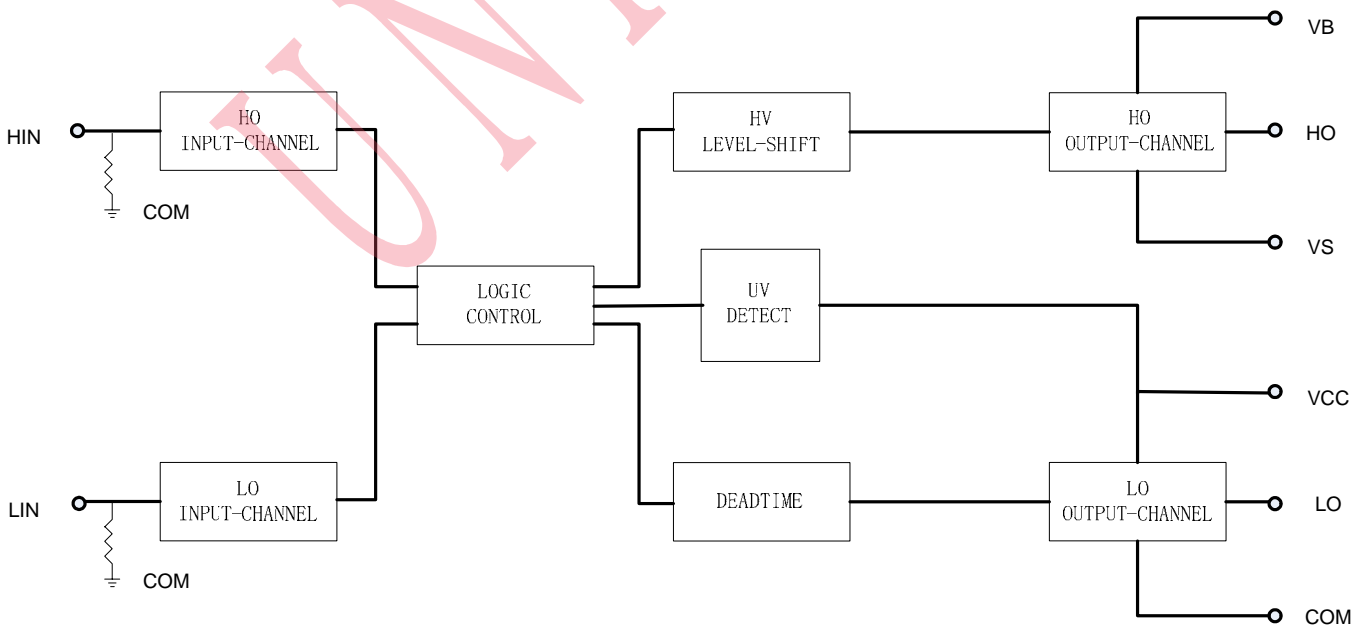 VB
HO
INPUT-CHANNEL
HV
LEVEL-SHIFT
HO
OUTPUT-CHANNEL
HIN
HO
COM
VS
LOGIC
CONTROL
UV
DETECT
VCC
LO
INPUT-CHANNEL
DEADTIME
LO
OUTPUT-CHANNEL
LIN
LO
COM
COM